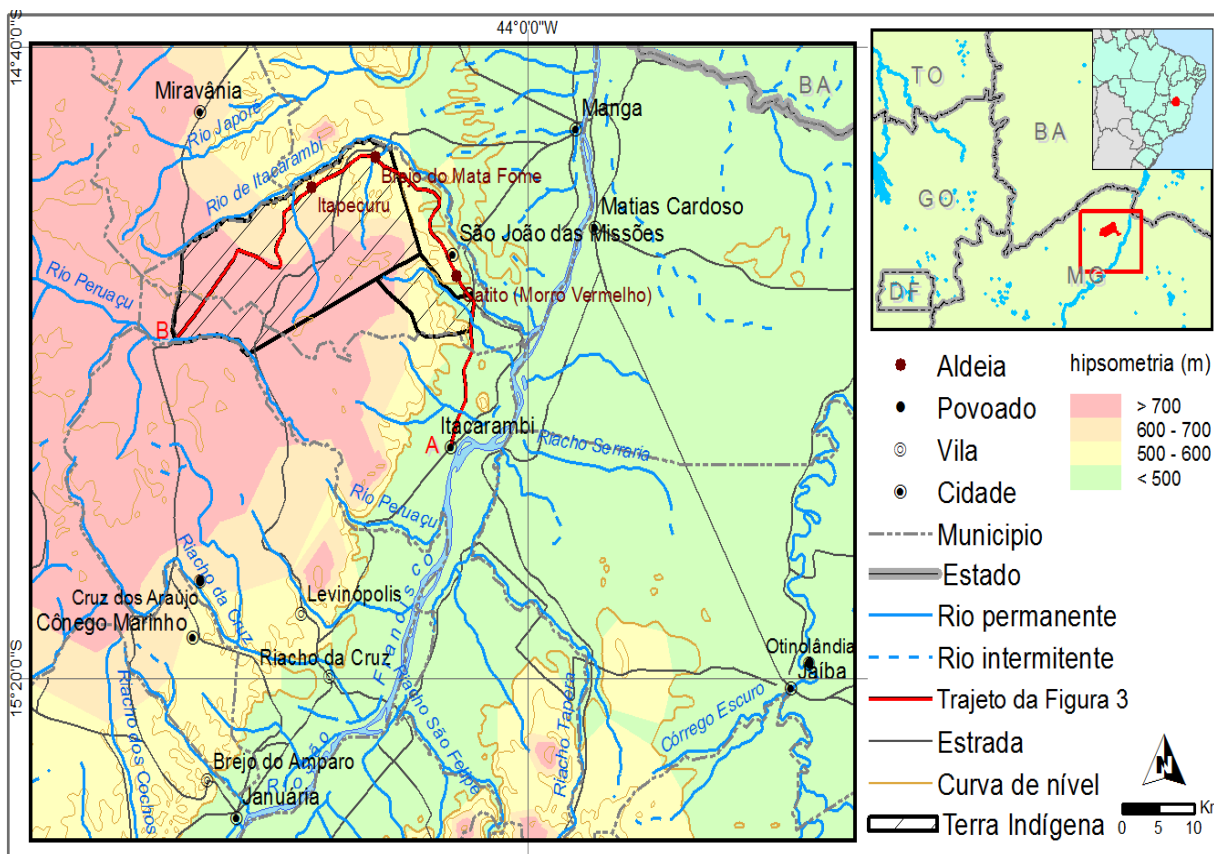 44°0'0"W
14°40'0"S
Miravânia
Rio Japoré
Manga
BA
Rio de Itacarambi
Brejo do Mata Fome
Itapecuru
Matias Cardoso
São João das Missões
Rio Peruaçu
Satito (Morro Vermelho)
B
Itacarambi
A
Riacho Serraria
Rio Peruaçu
Riacho da Cruz
Cruz dos Araújo
Levinópolis
Cônego Marinho
Riacho da Cruz
Rio São Francisco
Otinolândia
Jaíba
15°20'0"S
Riacho dos Cochos
Riacho São Felipe
Riacho Tapera
Córrego Escuro
Brejo do Amparo
Januária
TO
BA
GO
MG
DF
Aldeia
Povoado
Vila
Cidade
Municipio
Estado
Rio permanente
Rio intermitente
Trajeto da Figura 3
Estrada
Curva de nível
Terra Indígena
hipsometria (m)
> 700
600 - 700
500 - 600
< 500
N
Km
0 5 10